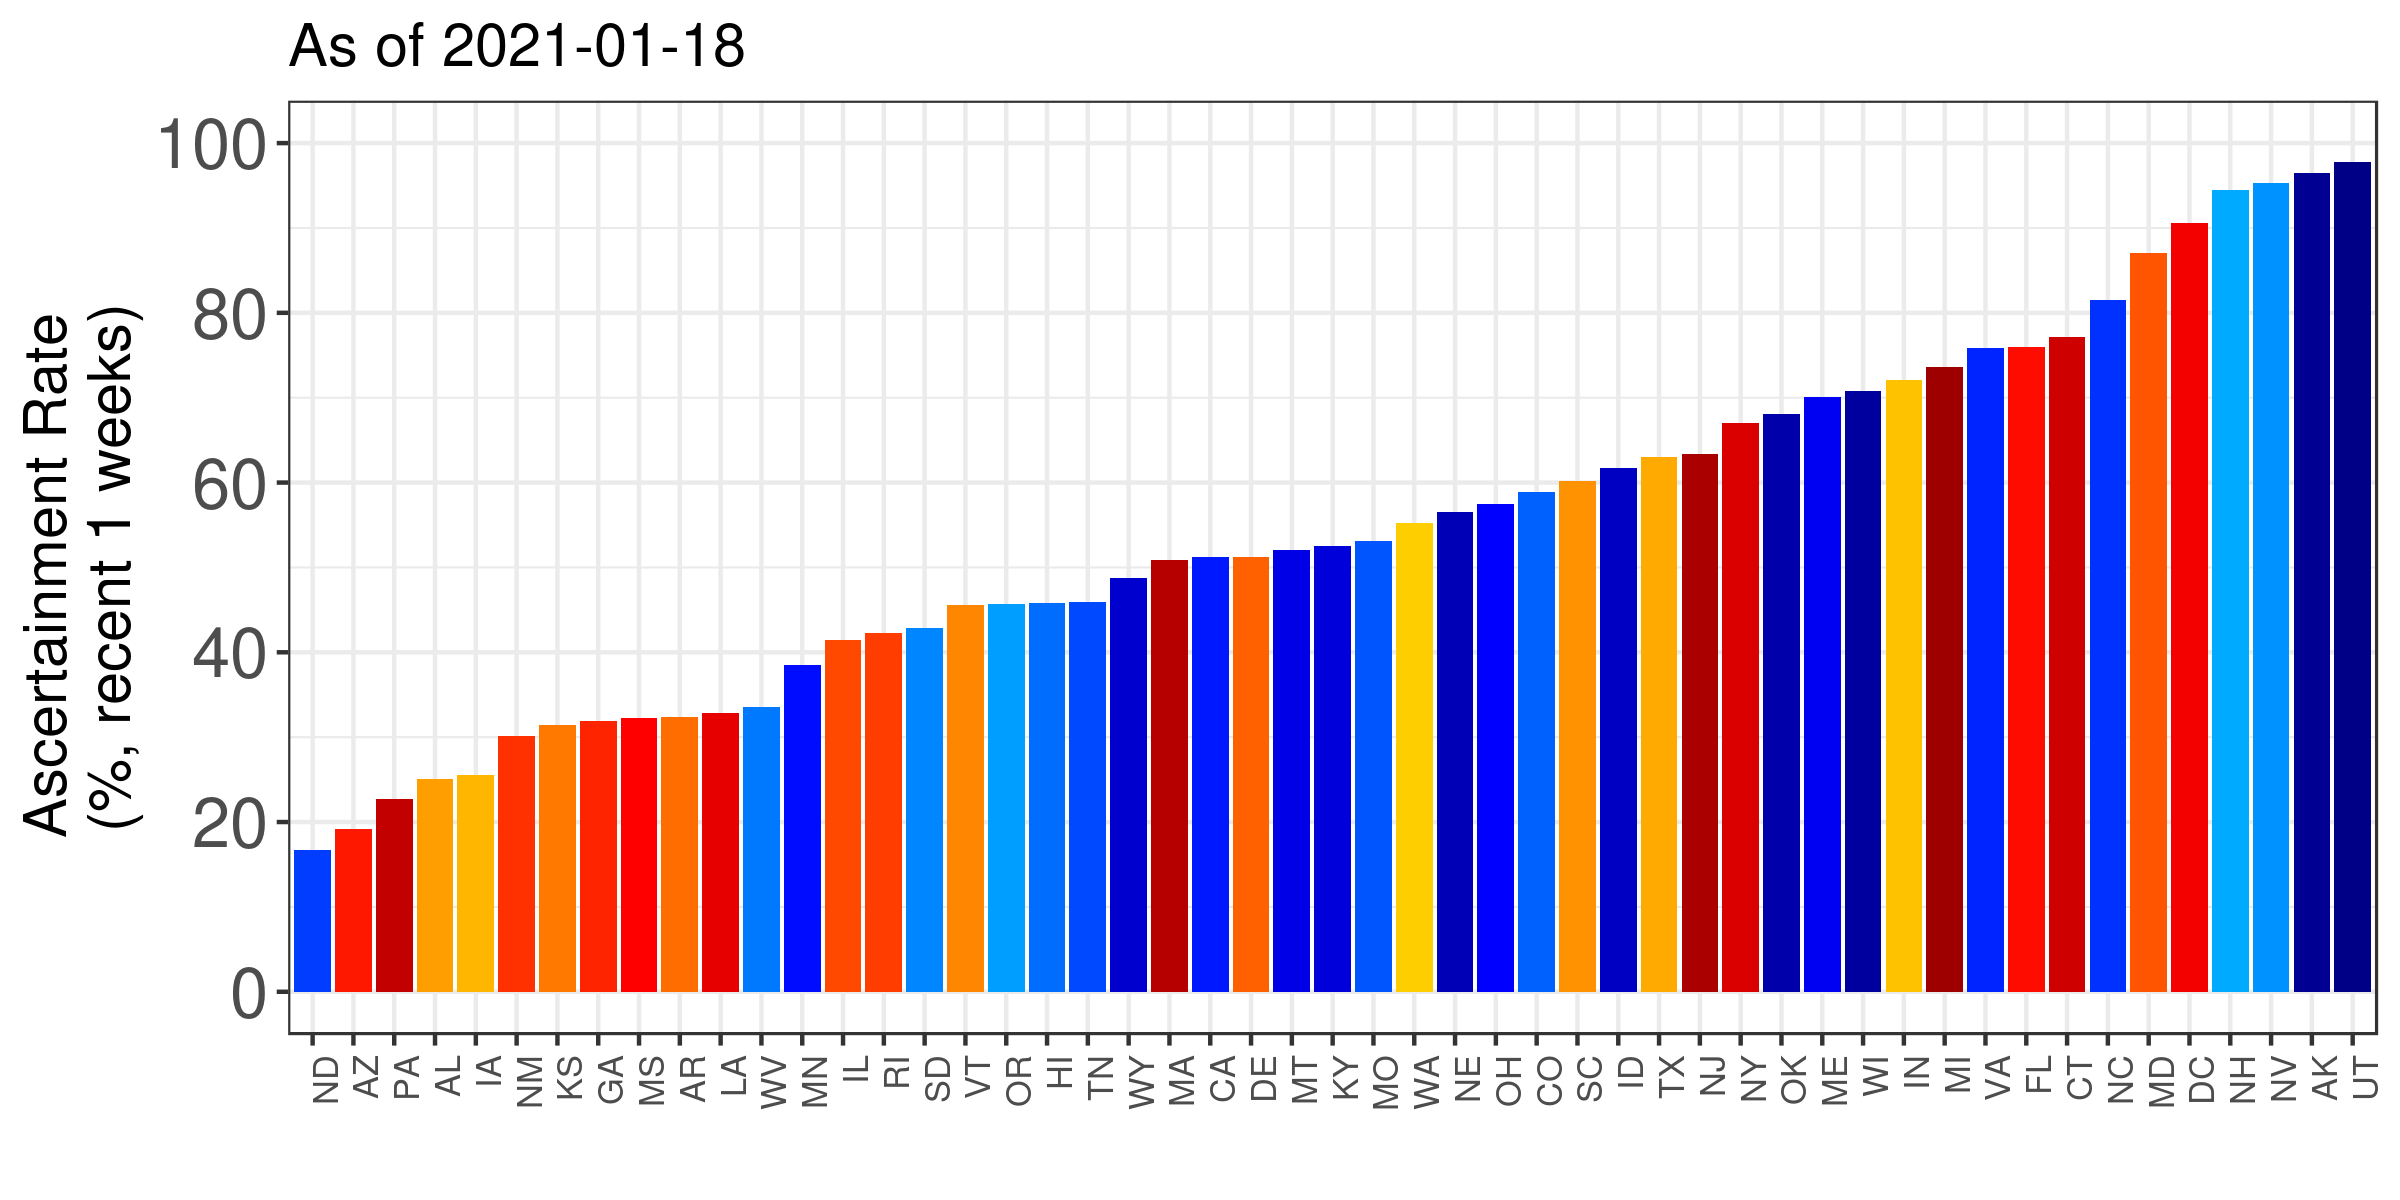 As of 2021-01-18
Ascertainment Rate
(%, recent 1 weeks)
100
80
60
40
20
0
ND AZ PA AL IA NM KS GA MS AR LA WV MN IL RI SD VT OR HI TN WY MA CA DE MT KY MO WA NE OH CO SC ID TX NJ NY OK ME WI IN MI VA FL CT NC MD DC NH NV AK UT